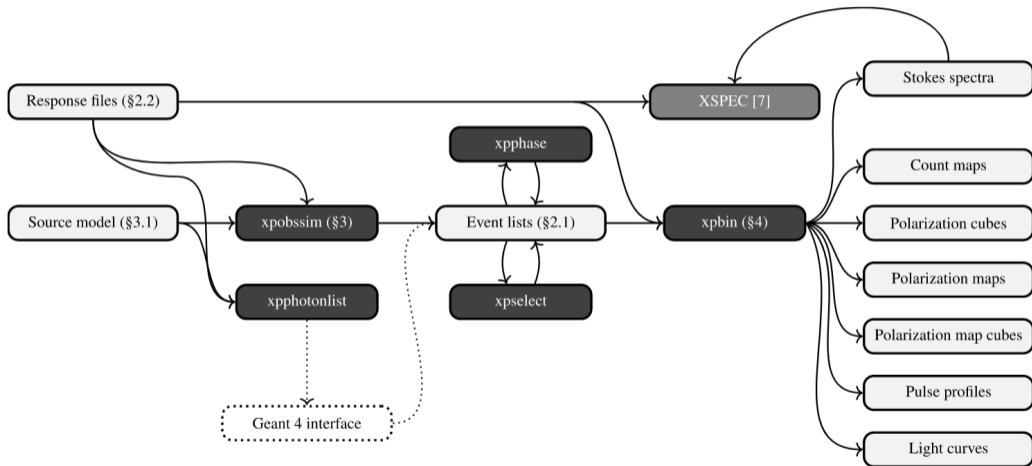 Stokes spectra
Response files (§2.2)
XSPEC [7]
xpphase
Count maps
Source model (§3.1)
xpobssim (§3)
Event lists (§2.1)
xpbin (§4)
Polarization cubes
xpphotonlist
xpselect
Polarization maps
Polarization map cubes
Pulse profiles
Geant 4 interface
Light curves